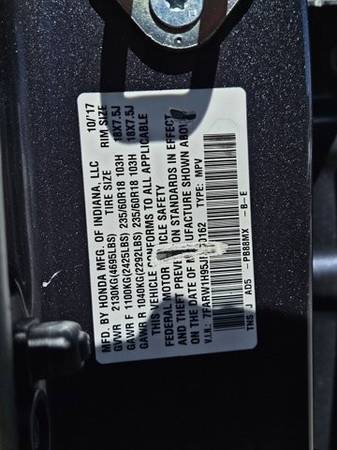 MFD. BY HONDA MFG. OF INDIANA, LLC 10/17
TIRE SIZE RIM SIZE
GVWR 2130KG(4695LBS)
GAWR F 1100KG(2425LBS) 235/60R18 103H 18X7.5J
GAWR R 1040KG(2292LBS) 235/60R18 103H 18X7.5J
THIS VEHICLE CONFORMS TO ALL APPLICABLE
FEDERAL MOTOR VEHICLE SAFETY
AND THEFT PREVENTION STANDARDS IN EFFECT
ON THE DATE OF MANUFACTURE SHOWN ABOVE.
V.I.N.: TYPE: MPV
THS J A05 -PB88MX -B-E